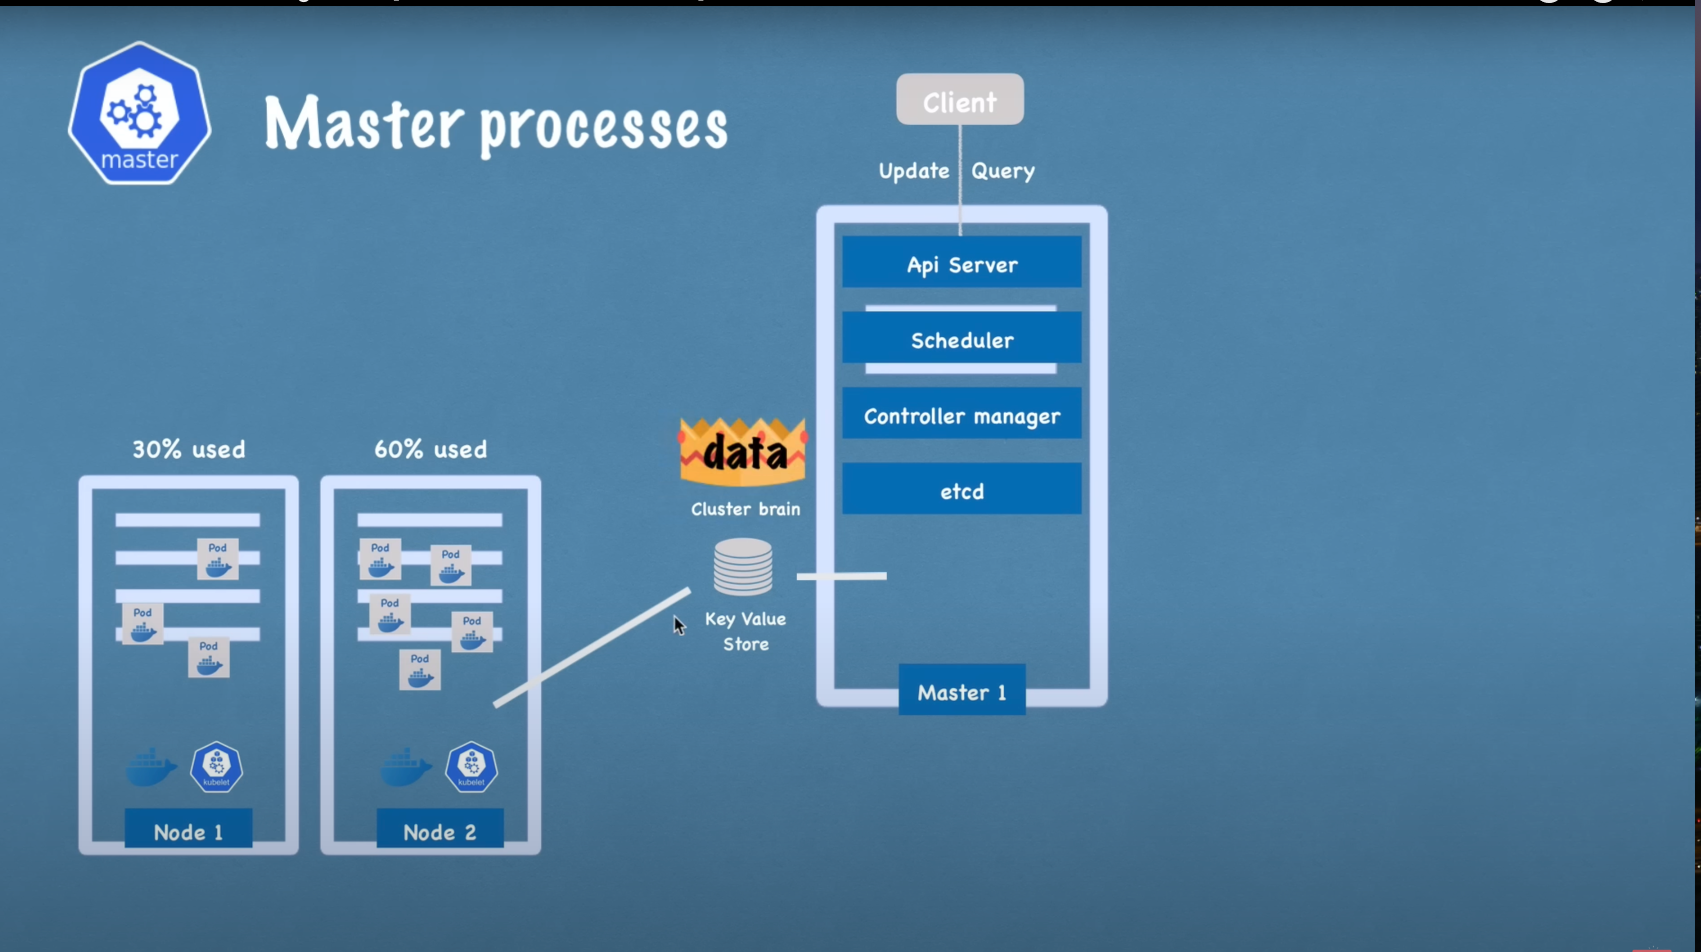 master
Master processes
Client
Update Query
Api Server
Scheduler
Controller manager
etcd
Master 1
data
Cluster brain
Key Value
Store
30% used
Pod
Pod
Pod
kubelet
Node 1
60% used
Pod
Pod
Pod
Pod
Pod
kubelet
Node 2